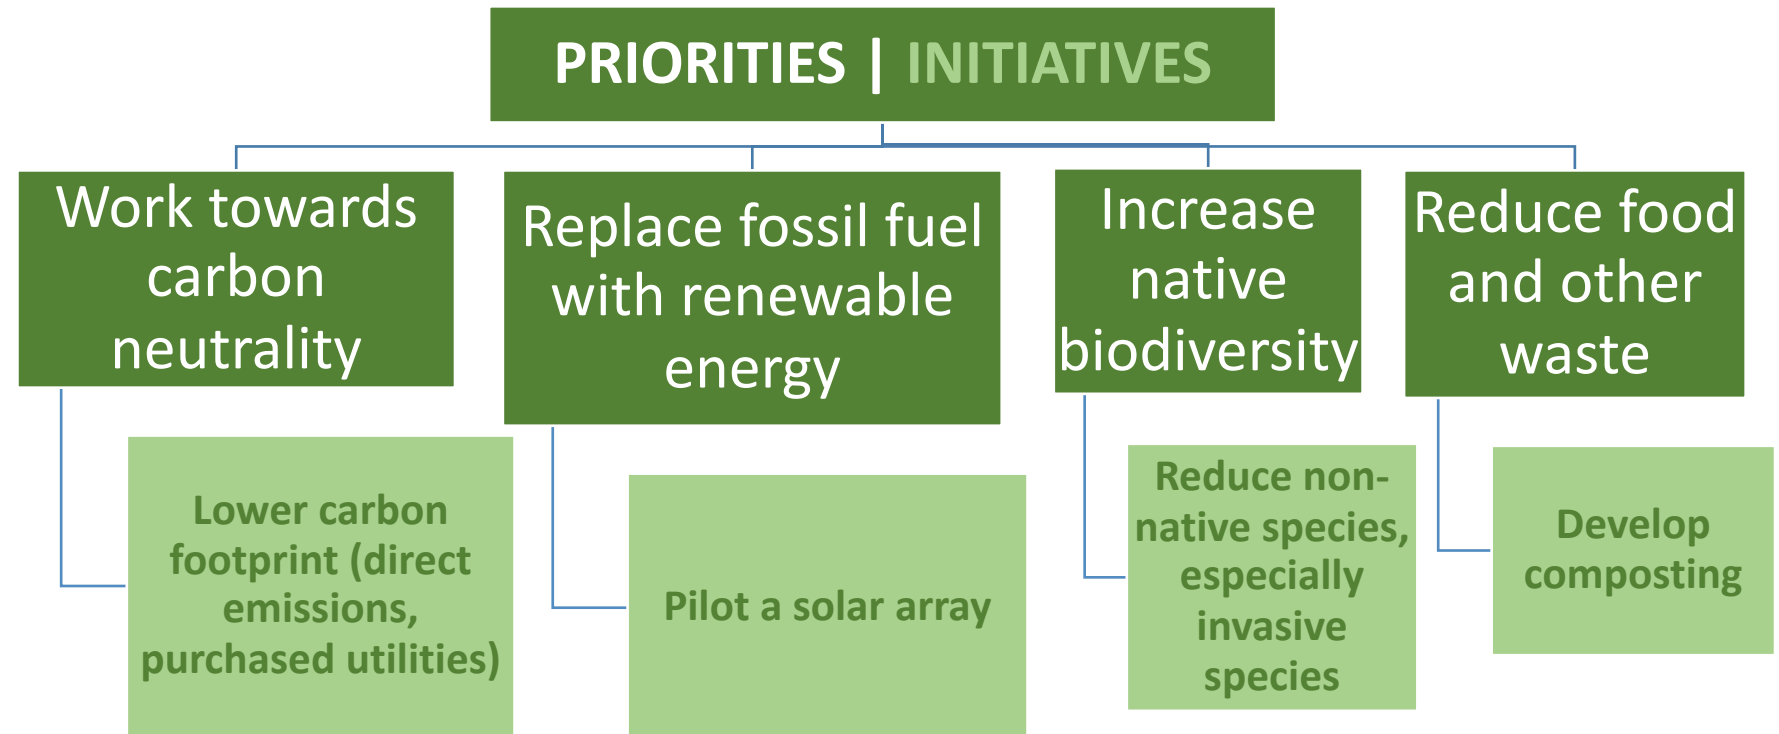 PRIORITIES | INITIATIVES
Work towards
carbon
neutrality
Replace fossil fuel
with renewable
energy
Increase
native
biodiversity
Reduce food
and other
waste
Lower carbon
footprint (direct
emissions,
purchased utilities)
Pilot a solar array
Reduce non-
native species,
especially
invasive
species
Develop
composting